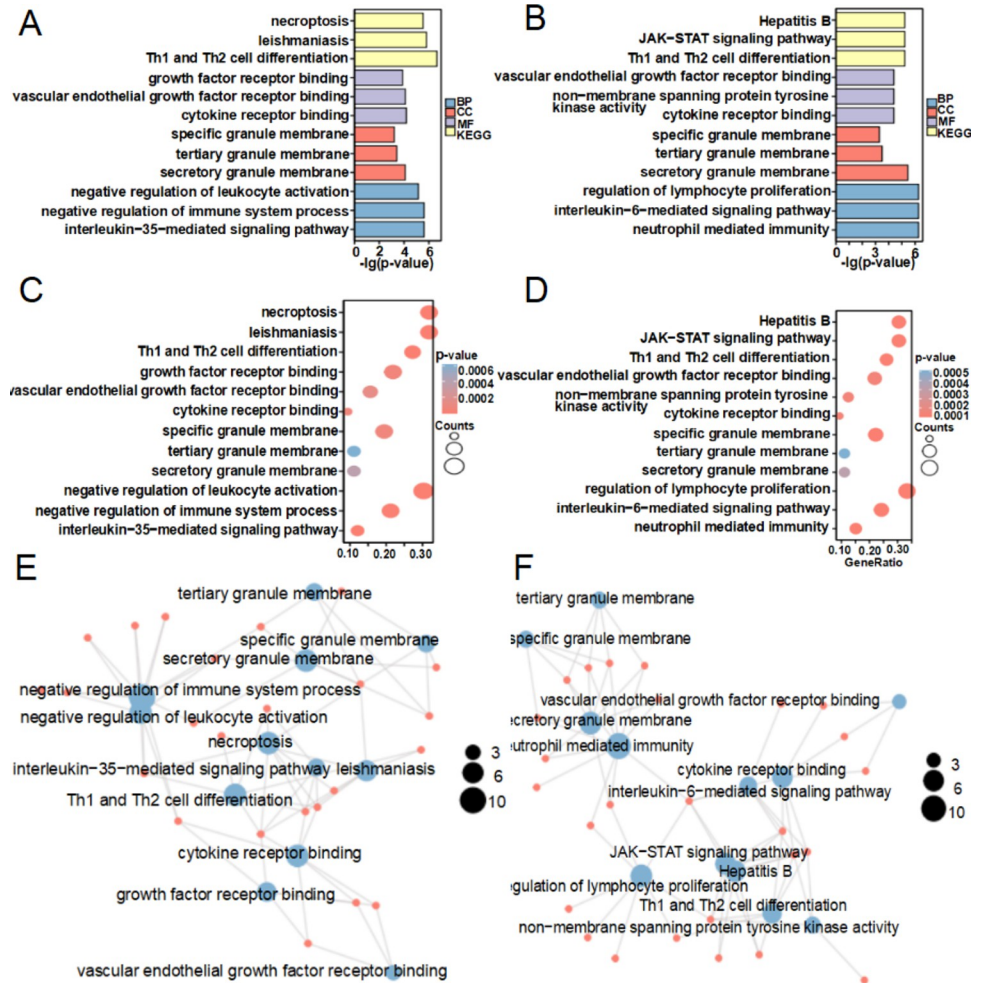 A
necroptosis
leishmaniasis
Th1 and Th2 cell differentiation
growth factor receptor binding
vascular endothelial growth factor receptor binding
cytokine receptor binding
specific granule membrane
tertiary granule membrane
secretory granule membrane
negative regulation of leukocyte activation
negative regulation of immune system process
interleukin−35−mediated signaling pathway
BP
CC
MF
KEGG
0 2 4 6
-lg(p-value)
B
Hepatitis B
JAK−STAT signaling pathway
Th1 and Th2 cell differentiation
vascular endothelial growth factor receptor binding
non−membrane spanning protein tyrosine
kinase activity
cytokine receptor binding
specific granule membrane
tertiary granule membrane
secretory granule membrane
regulation of lymphocyte proliferation
interleukin−6−mediated signaling pathway
neutrophil mediated immunity
BP
CC
MF
KEGG
0 3 6
-lg(p-value)
C
necroptosis
leishmaniasis
Th1 and Th2 cell differentiation
growth factor receptor binding
vascular endothelial growth factor receptor binding
cytokine receptor binding
specific granule membrane
tertiary granule membrane
secretory granule membrane
negative regulation of leukocyte activation
negative regulation of immune system process
interleukin−35−mediated signaling pathway
p-value
0.0006
0.0004
0.0002
Counts
0.10 0.20 0.30
D
Hepatitis B
JAK−STAT signaling pathway
Th1 and Th2 cell differentiation
vascular endothelial growth factor receptor binding
non−membrane spanning protein tyrosine
kinase activity
cytokine receptor binding
specific granule membrane
tertiary granule membrane
secretory granule membrane
regulation of lymphocyte proliferation
interleukin−6−mediated signaling pathway
neutrophil mediated immunity
p-value
0.0005
0.0004
0.0003
0.0002
0.0001
Counts
0.10 0.20 0.30
GeneRatio
E
tertiary granule membrane
specific granule membrane
secretory granule membrane
negative regulation of immune system process
negative regulation of leukocyte activation
necroptosis
interleukin−35−mediated signaling pathway
leishmaniasis
Th1 and Th2 cell differentiation
cytokine receptor binding
growth factor receptor binding
vascular endothelial growth factor receptor binding
3
6
10
F
tertiary granule membrane
specific granule membrane
vascular endothelial growth factor receptor binding
ecretory granule membrane
eutrophil mediated immunity
cytokine receptor binding
interleukin−6−mediated signaling pathway
JAK−STAT signaling pathway
Hepatitis B
gulation of lymphocyte proliferation
Th1 and Th2 cell differentiation
non−membrane spanning protein tyrosine kinase activity
3
6
10